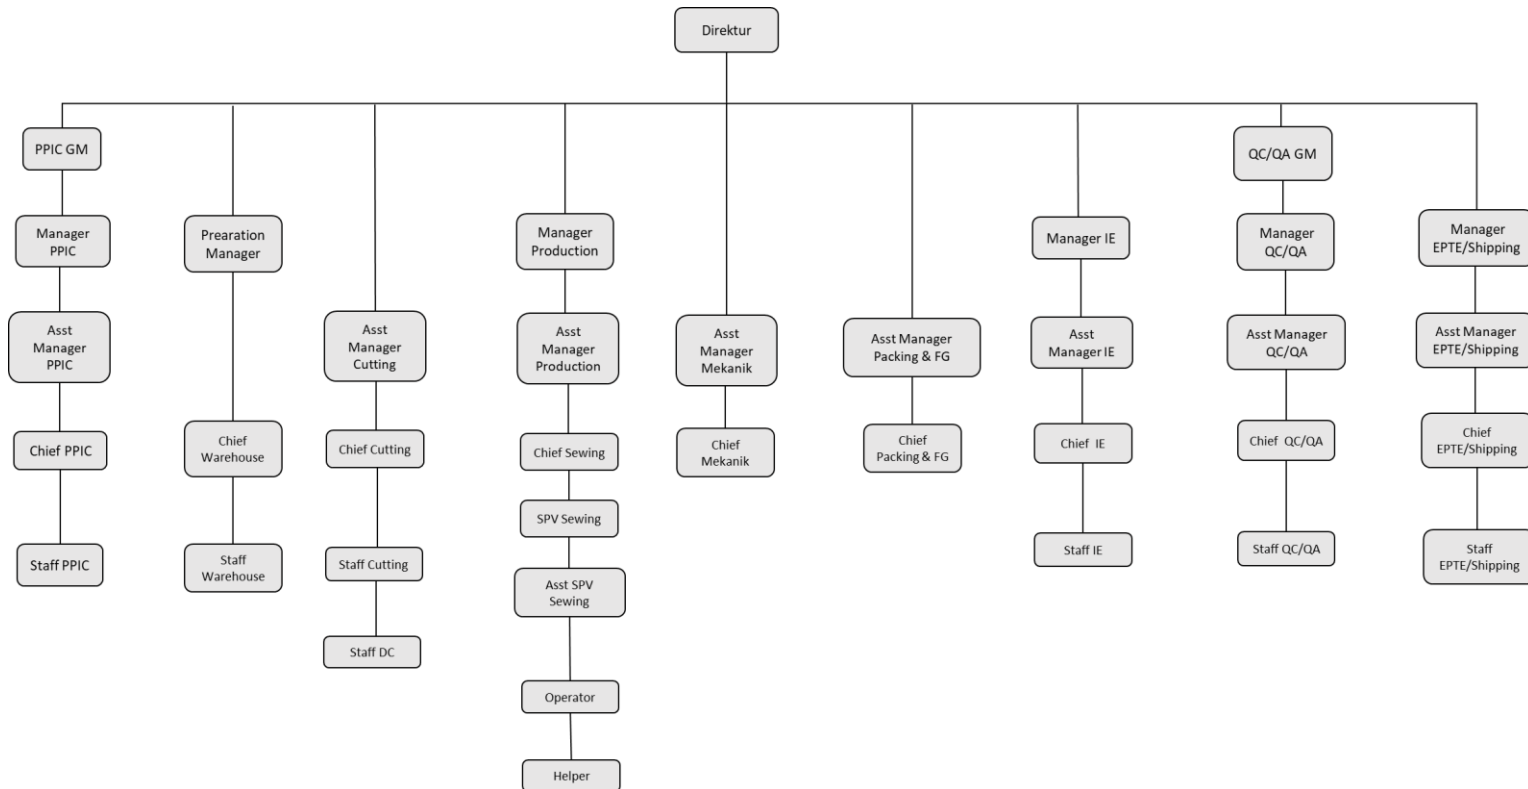 Direktur
PPIC GM
QC/QA GM
Manager
PPIC
Prearation
Manager
Manager
Production
Manager IE
Manager
QC/QA
Manager
EPTE/Shipping
Asst
Manager
PPIC
Asst
Manager
Cutting
Asst
Manager
Production
Asst
Manager
Mekanik
Asst Manager
Packing & FG
Asst
Manager IE
Asst Manager
QC/QA
Asst Manager
EPTE/Shipping
Chief PPIC
Chief
Warehouse
Chief Cutting
Chief Sewing
Chief
Mekanik
Chief
Packing & FG
Chief IE
Chief QC/QA
Chief
EPTE/Shipping
SPV Sewing
Staff PPIC
Staff
Warehouse
Staff Cutting
Asst SPV
Sewing
Staff IE
Staff QC/QA
Staff
EPTE/Shipping
Staff DC
Operator
Helper